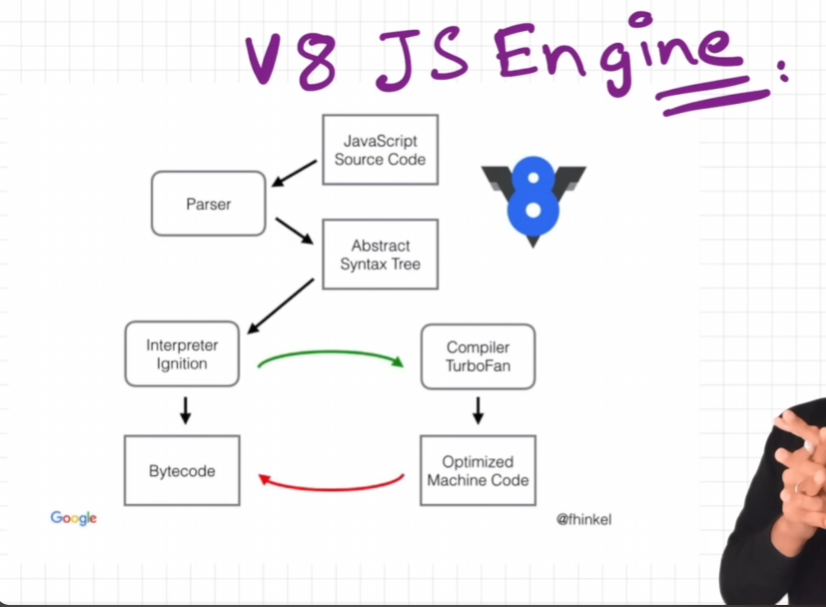 V8 JS Engine :
JavaScript
Source Code
Parser
8
Abstract
Syntax Tree
Interpreter
Ignition
Compiler
TurboFan
Bytecode
Optimized
Machine Code
Google
@fhinkel